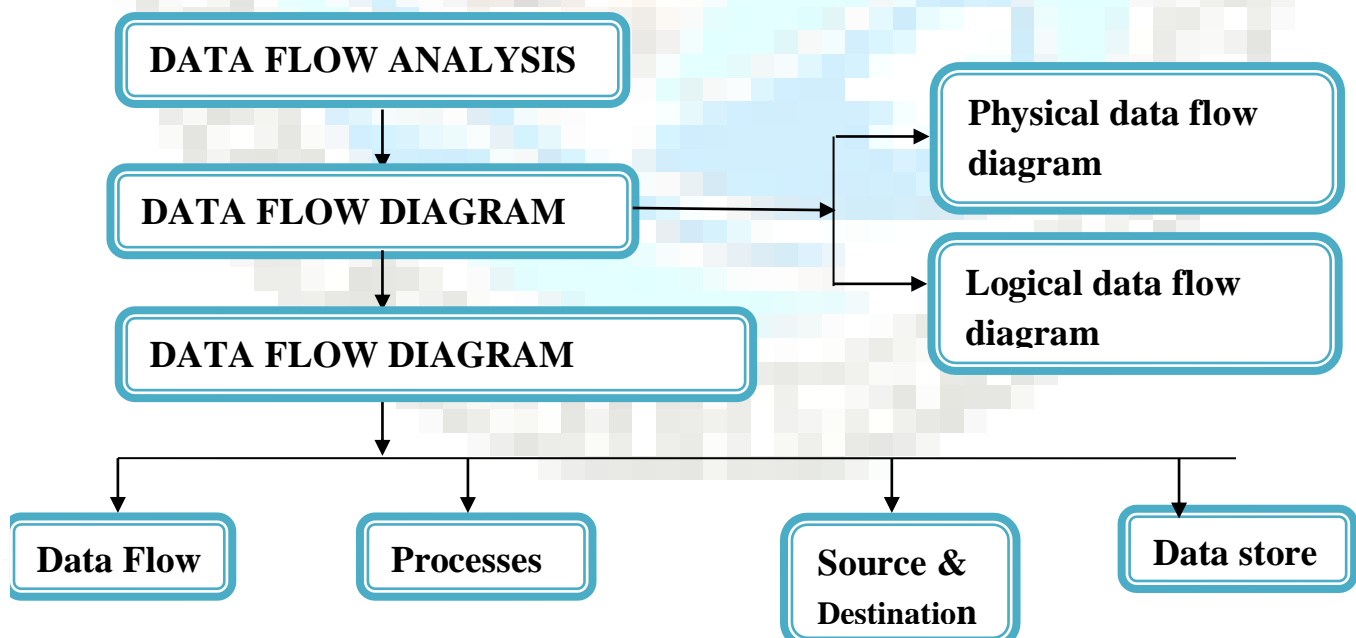 DATA FLOW ANALYSIS
Physical data flow
diagram
DATA FLOW DIAGRAM
Logical data flow
diagram
DATA FLOW DIAGRAM
Data Flow
Processes
Source &
Destination
Data store